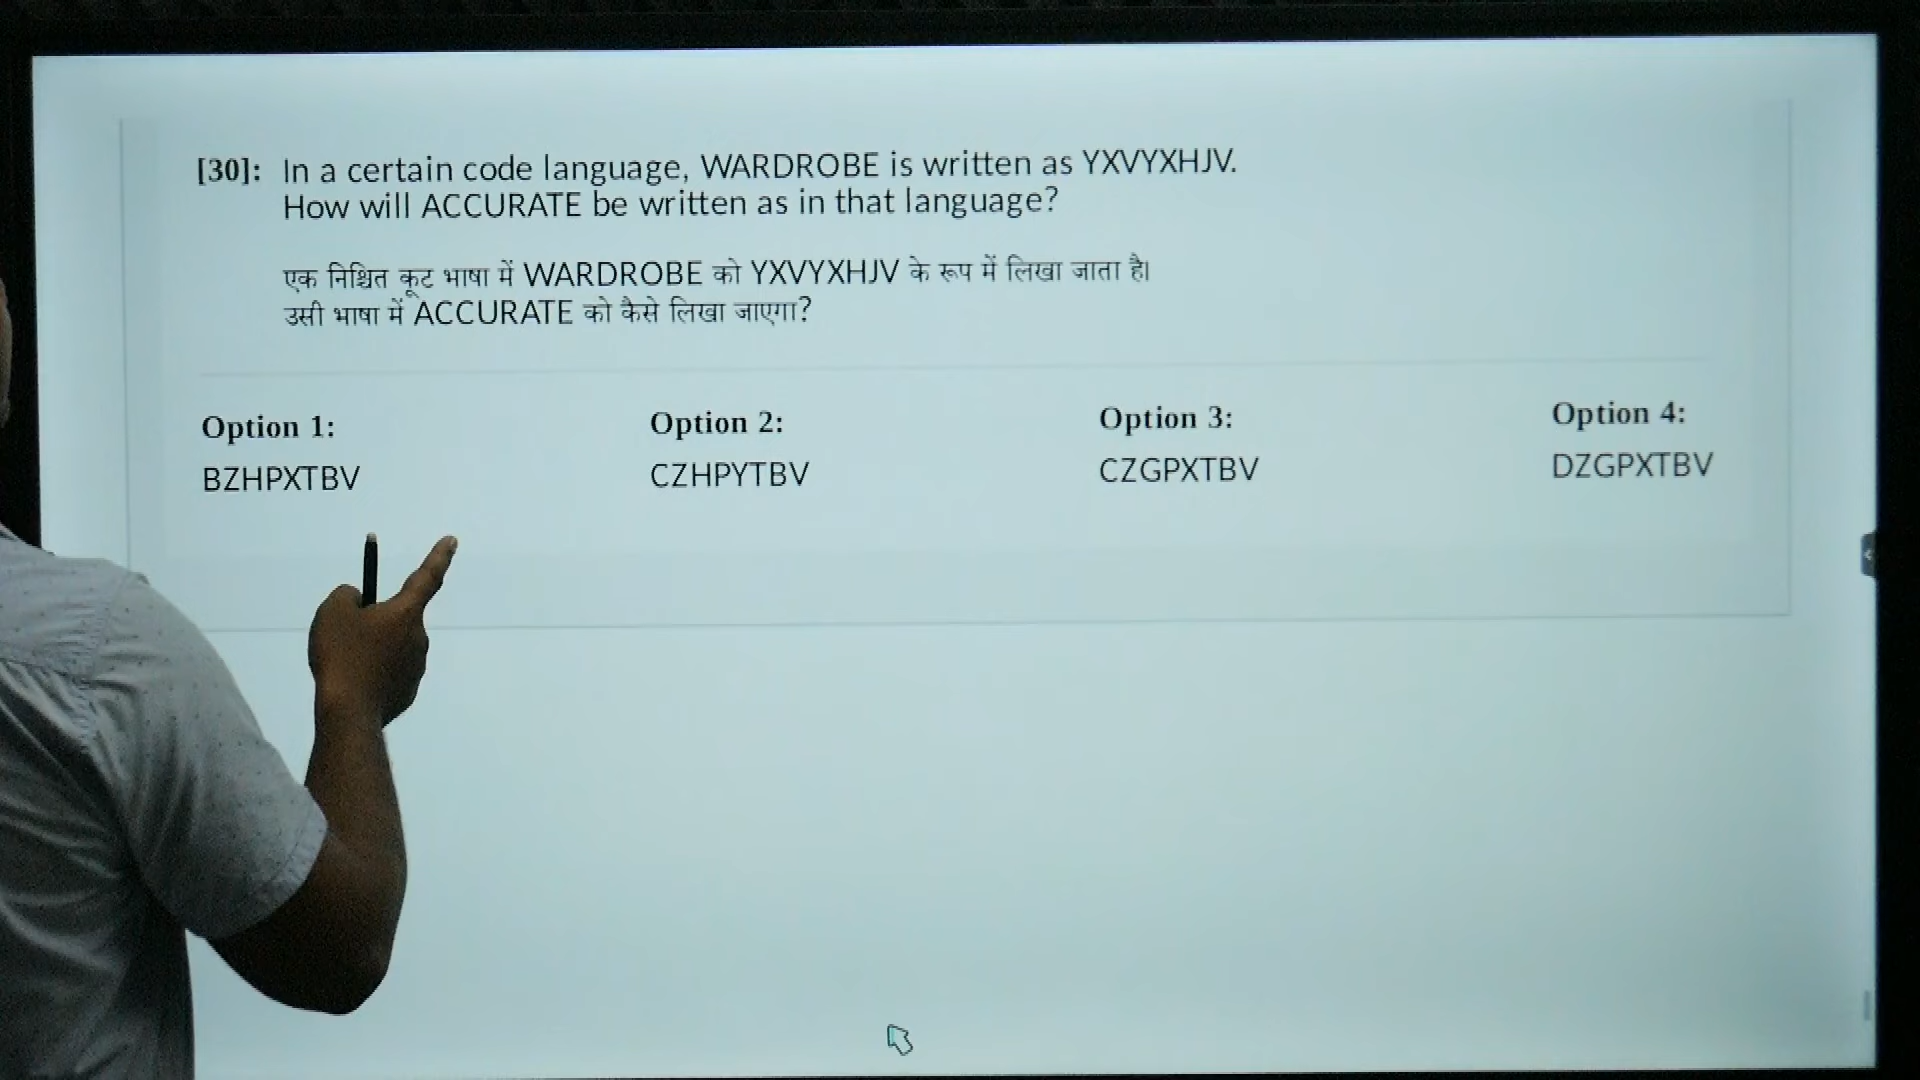 [30]: In a certain code language, WARDROBE is written as YXVYXHJV.
How will ACCURATE be written as in that language?
एक निश्चित कूट भाषा में WARDROBE को YXVYXHJV के रूप में लिखा जाता है।
उसी भाषा में ACCURATE को कैसे लिखा जाएगा?
Option 1: Option 2: Option 3: Option 4:
BZHPXTBV CZHPYTBV CZGPXTBV DZGPXTBV